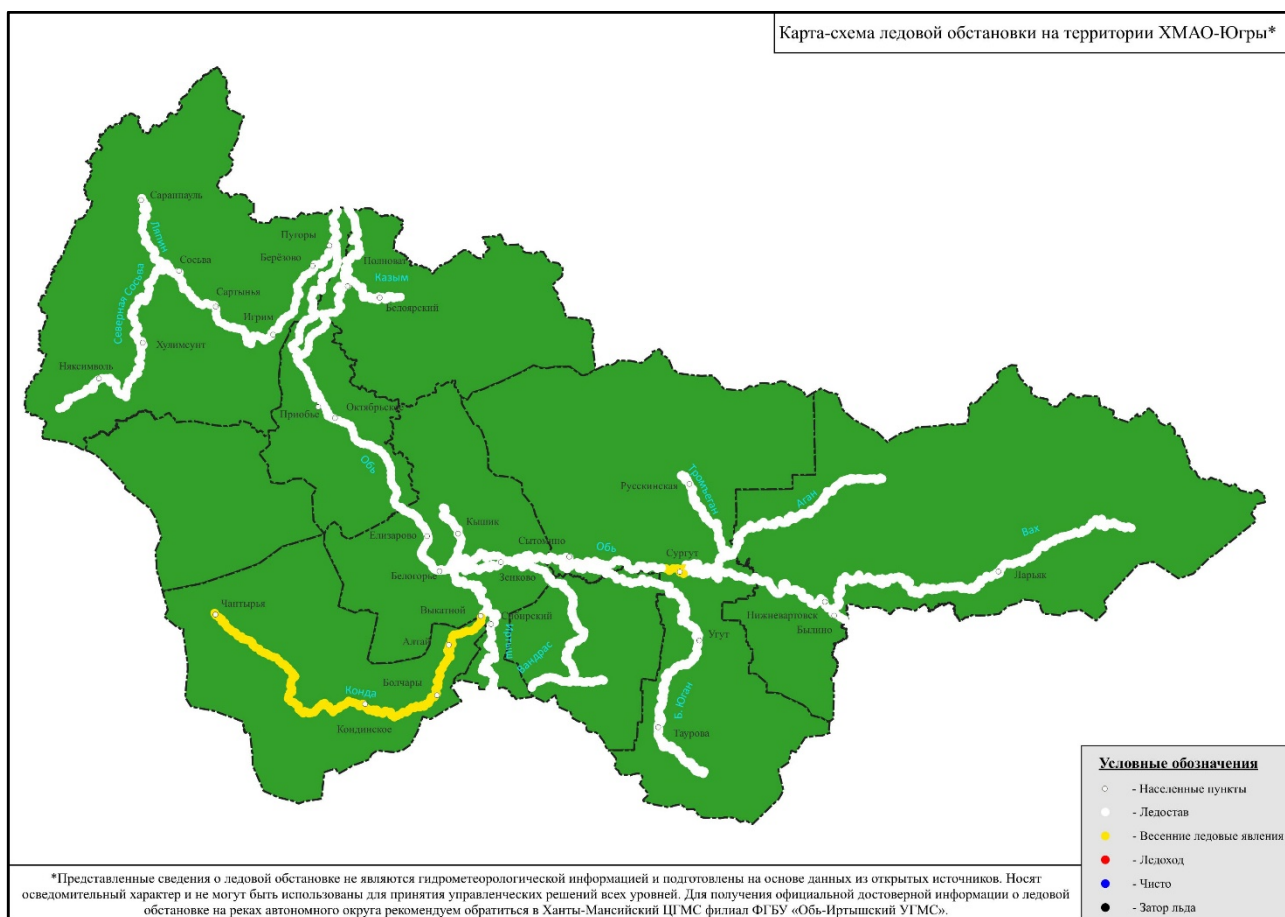 Карта-схема ледовой обстановки на территории ХМАО-Югры*
Саранпауль
Ляпин
Сосьва
Северная Сосьва
Сартынья
Игрим
Хулимсунт
Няксимволь
Пугоры
Берёзово
Полноват
Казым
Белоярский
Приобье
Октябрьское
Обь
Елизарово
Кышик
Белогорье
Зенково
Сытомино
Обь
Сургут
Русскинская
Тромъеган
Аган
Вах
Ларьяк
Нижневартовск
Былино
Чантырья
Выкатной
Сибирский
Иртыш
Алтай
Болчары
Конда
Кондинское
Вандрас
Угут
Б. Юган
Таурова
Условные обозначения
- Населенные пункты
- Ледостав
- Весенние ледовые явления
- Ледоход
- Чисто
- Затор льда
*Представленные сведения о ледовой обстановке не являются гидрометеорологической информацией и подготовлены на основе данных из открытых источников. Носят
осведомительный характер и не могут быть использованы для принятия управленческих решений всех уровней. Для получения официальной достоверной информации о ледовой
обстановке на реках автономного округа рекомендуем обратиться в Ханты-Мансийский ЦГМС филиал ФГБУ «Обь-Иртышский УГМС».